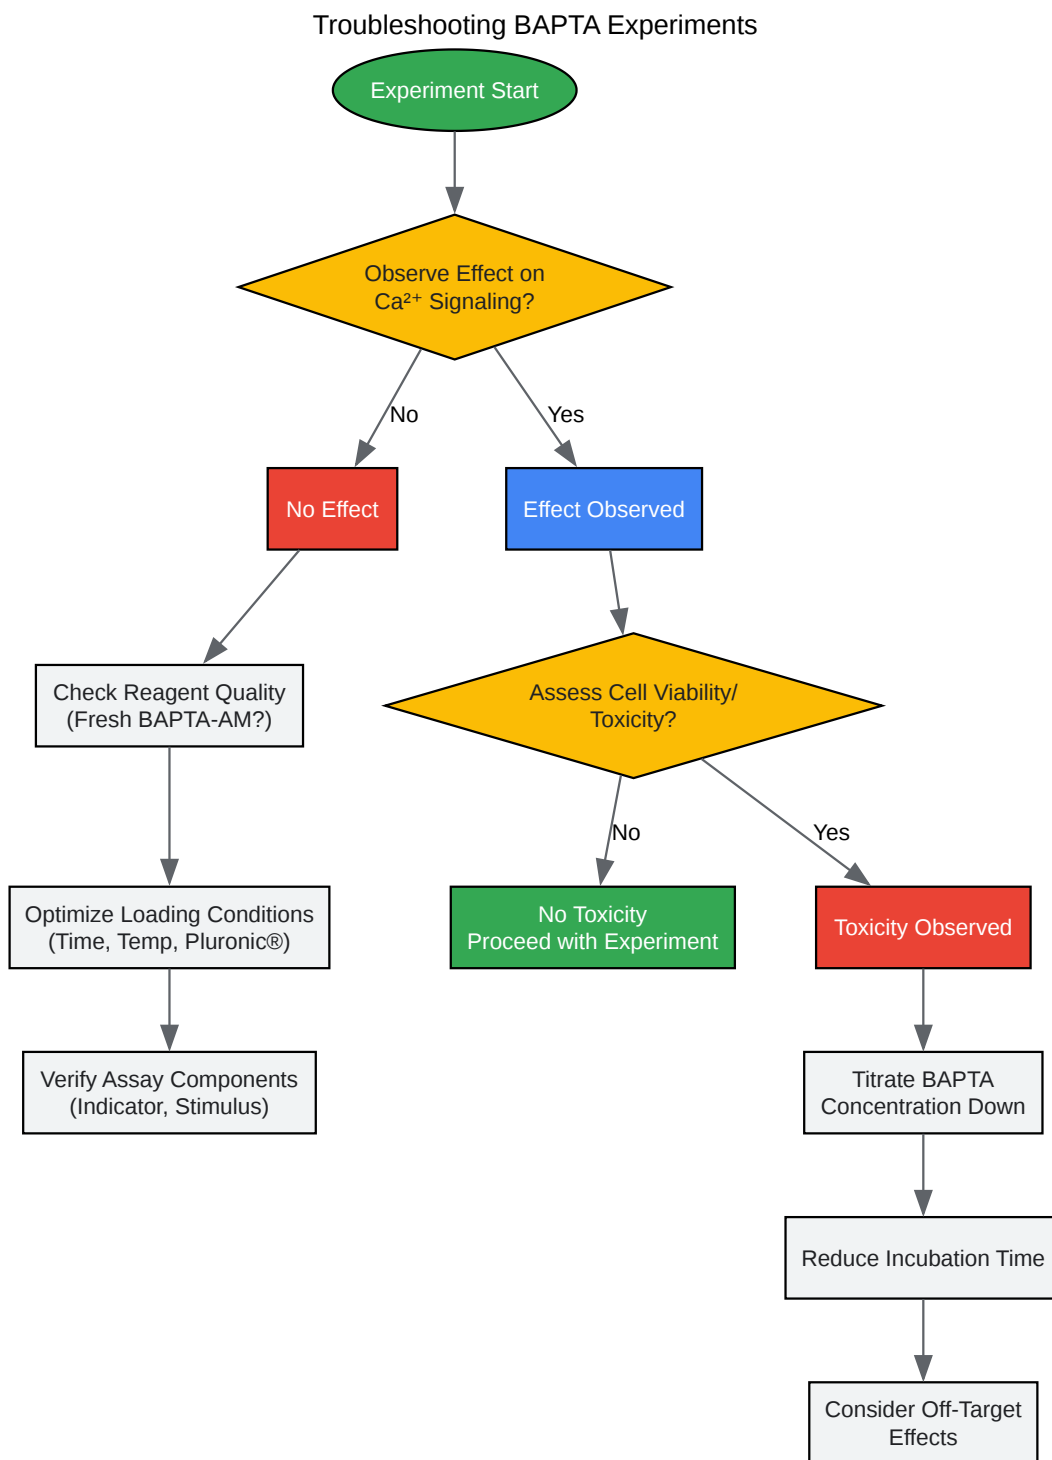 Troubleshooting BAPTA Experiments
Experiment Start
Observe Effect on
Ca²⁺ Signaling?
No
Yes
No Effect
Effect Observed
Check Reagent Quality
(Fresh BAPTA-AM?)
Assess Cell Viability/
Toxicity?
No
Yes
Optimize Loading Conditions
(Time, Temp, Pluronic®)
No Toxicity
Proceed with Experiment
Toxicity Observed
Verify Assay Components
(Indicator, Stimulus)
Titrate BAPTA
Concentration Down
Reduce Incubation Time
Consider Off-Target
Effects